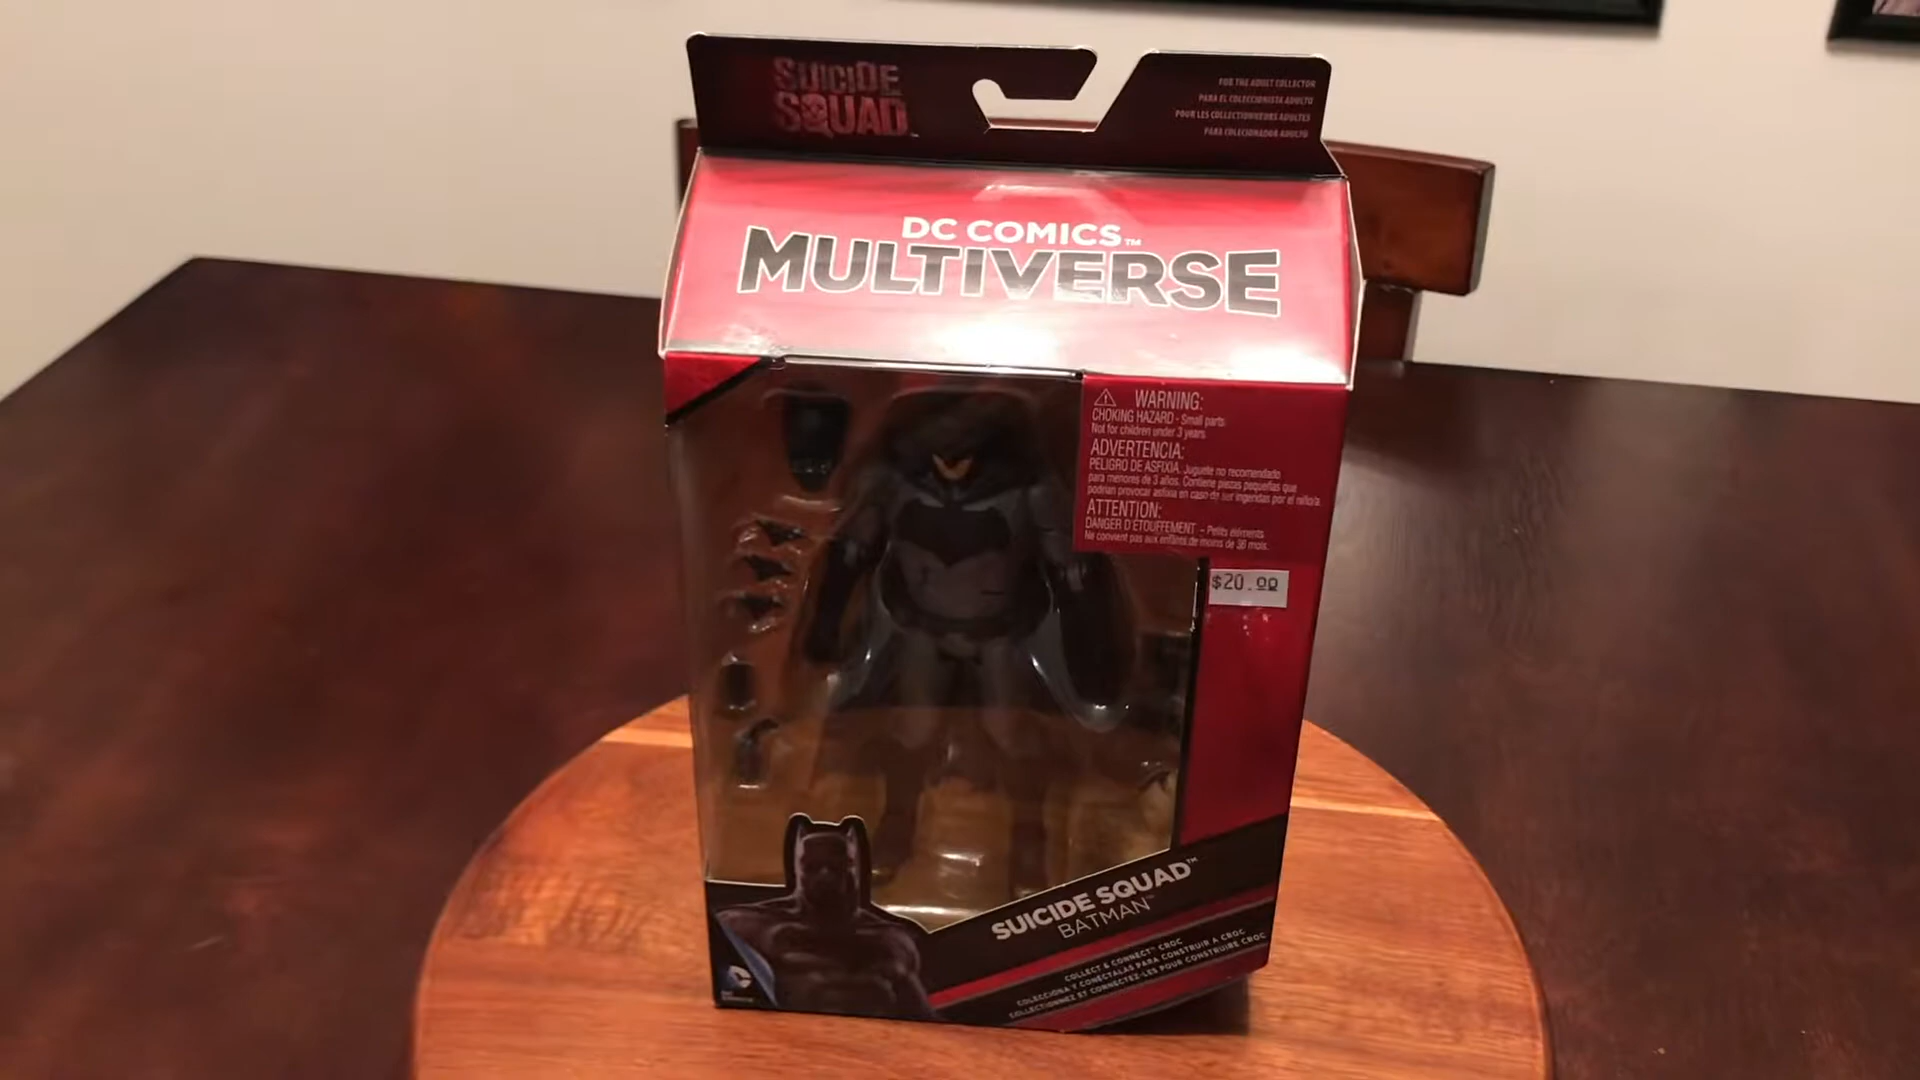 SUICIDE
SQUAD
FOR THE ADULT COLLECTOR
PARA EL COLECCIONISTA ADULTO
POUR LES COLLECTIONNEURS ADULTES
PARA COLECIONADOR ADULTO
DC COMICS™
MULTIVERSE
WARNING:
CHOKING HAZARD - Small parts
Not for children under 3 years.
ADVERTENCIA:
PELIGRO DE ASFIXIA. Juguete no recomendado
para menores de 3 años. Contiene piezas pequeñas que
podrían provocar asfixia en caso de ser ingeridas por el niño/a.
ATTENTION:
DANGER D'ÉTOUFFEMENT - Petits éléments.
Ne convient pas aux enfants de moins de 36 mois.
$20.99
SUICIDE SQUAD™
BATMAN™
COLLECT & CONNECT™ CROC
COLECCIONA Y CONÉCTALAS PARA CONSTRUIR A CROC
COLLECTIONNEZ ET CONNECTEZ-LES POUR CONSTRUIRE CROC